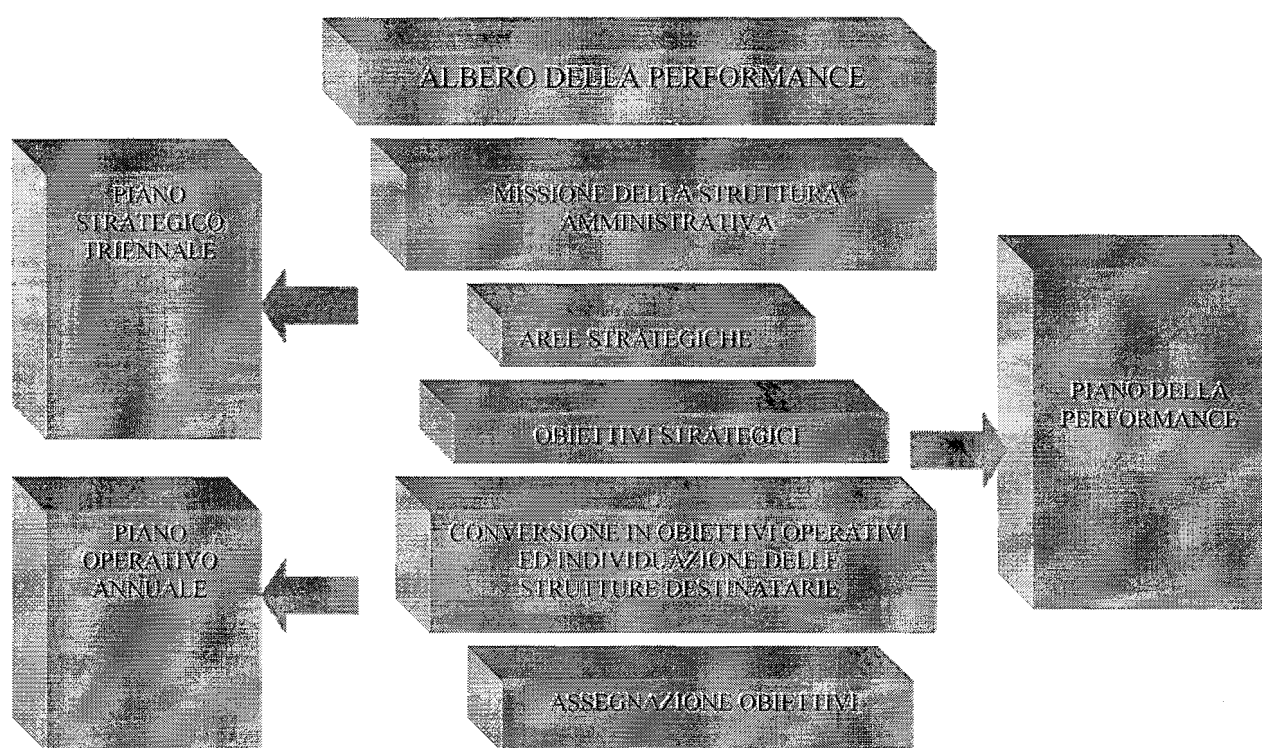 ALBERO DELLA PERFORMANCE
PIANO
STRATEGICO
TRIENNALE
MISSIONE DELLA STRUTTURA
AMMINISTRATIVA
AREE STRATEGICHE
OBIETTIVI STRATEGICI
PIANO DELLA
PERFORMANCE
PIANO
OPERATIVO
ANNUALE
CONVERSIONE IN OBIETTIVI OPERATIVI
ED INDIVIDUAZIONE DELLE
STRUTTURE DESTINATARIE
ASSEGNAZIONE OBIETTIVI